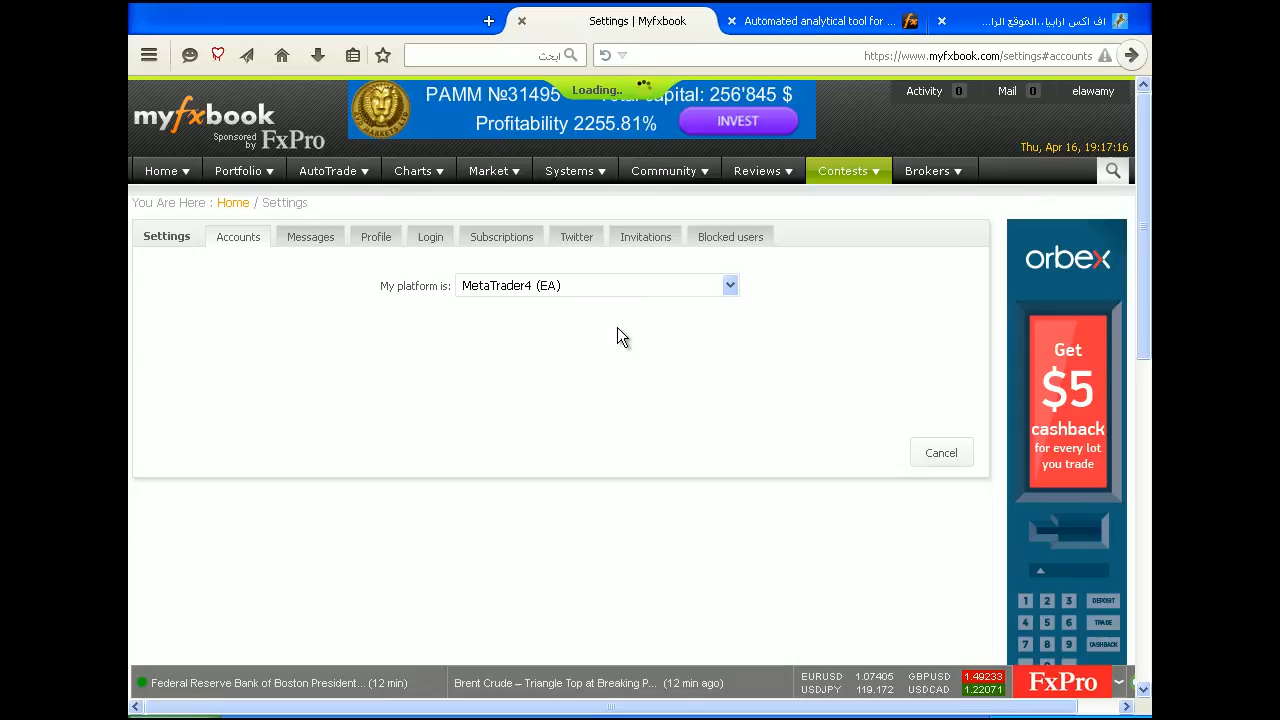 Settings | Myfxbook
Automated analytical tool for ...
اف اكس ارابيا..الموقع الرا...
ابحث
https://www.myfxbook.com/settings#accounts
PAMM №31495
Total capital: 256'845 $
Loading..
Profitability 2255.81%
INVEST
myfxbook
Sponsored by FxPro
Activity 0
Mail 0
elawamy
Thu, Apr 16, 19:17:16
Home
Portfolio
AutoTrade
Charts
Market
Systems
Community
Reviews
Contests
Brokers
You Are Here : Home / Settings
Settings
Accounts
Messages
Profile
Login
Subscriptions
Twitter
Invitations
Blocked users
My platform is:
MetaTrader4 (EA)
Cancel
orbex
Get
$5
cashback
for every lot
you trade
1 2 3 DEPOSIT
4 5 6 TRADE
7 8 9 CASHBACK
Federal Reserve Bank of Boston President... (12 min)
Brent Crude – Triangle Top at Breaking P... (12 min ago)
EURUSD 1.07405 GBPUSD 1.49233
USDJPY 119.172 USDCAD 1.22071
FxPro